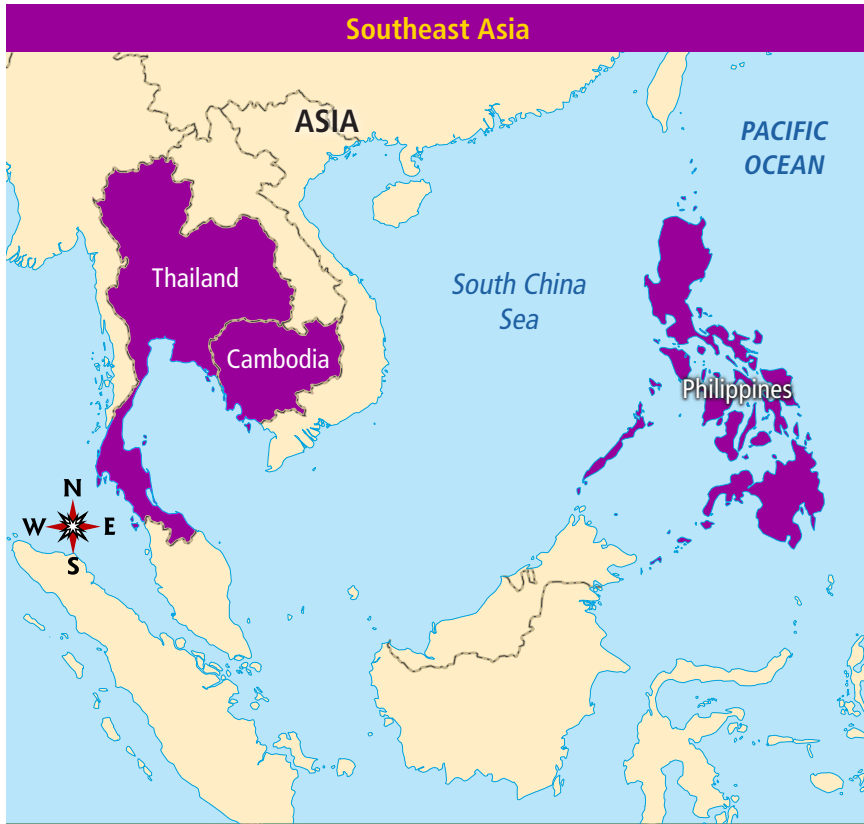 Southeast Asia
ASIA
PACIFIC
OCEAN
Thailand
South China
Sea
Cambodia
Philippines
N
W E
S